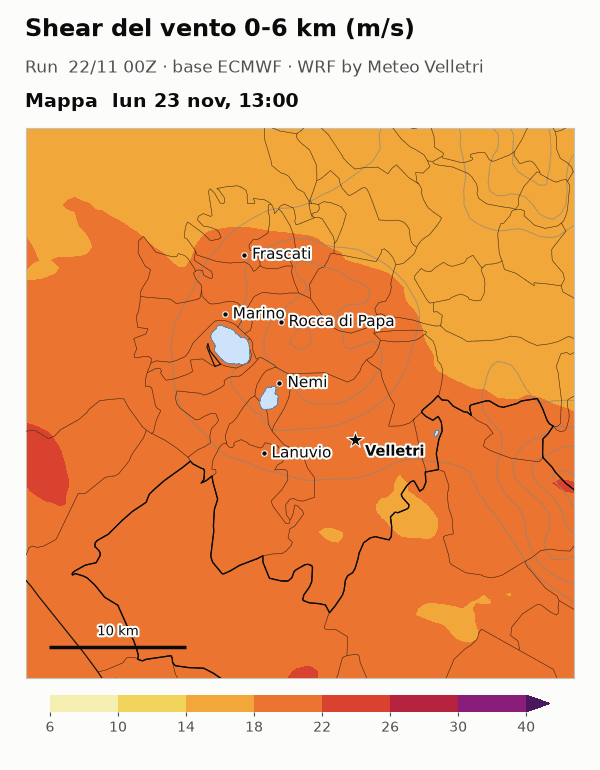 Shear del vento 0-6 km (m/s)
Run  22/11 00Z · base ECMWF · WRF by Meteo Velletri
Mappa  lun 23 nov, 13:00
Frascati
Marino
Rocca di Papa
Nemi
Velletri
Lanuvio
10 km
6 10 14 18 22 26 30 40